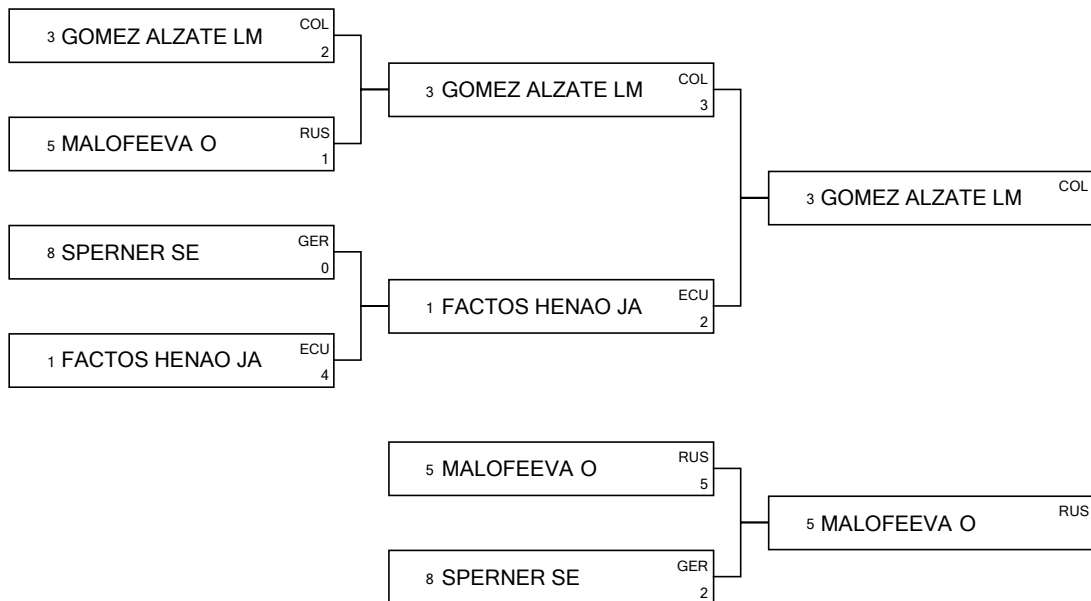 3 GOMEZ ALZATE LM COL 2
5 MALOFEEVA O RUS 1
8 SPERNER SE GER 0
1 FACTOS HENAO JA ECU 4
3 GOMEZ ALZATE LM COL 3
1 FACTOS HENAO JA ECU 2
3 GOMEZ ALZATE LM COL
5 MALOFEEVA O RUS 5
8 SPERNER SE GER 2
5 MALOFEEVA O RUS